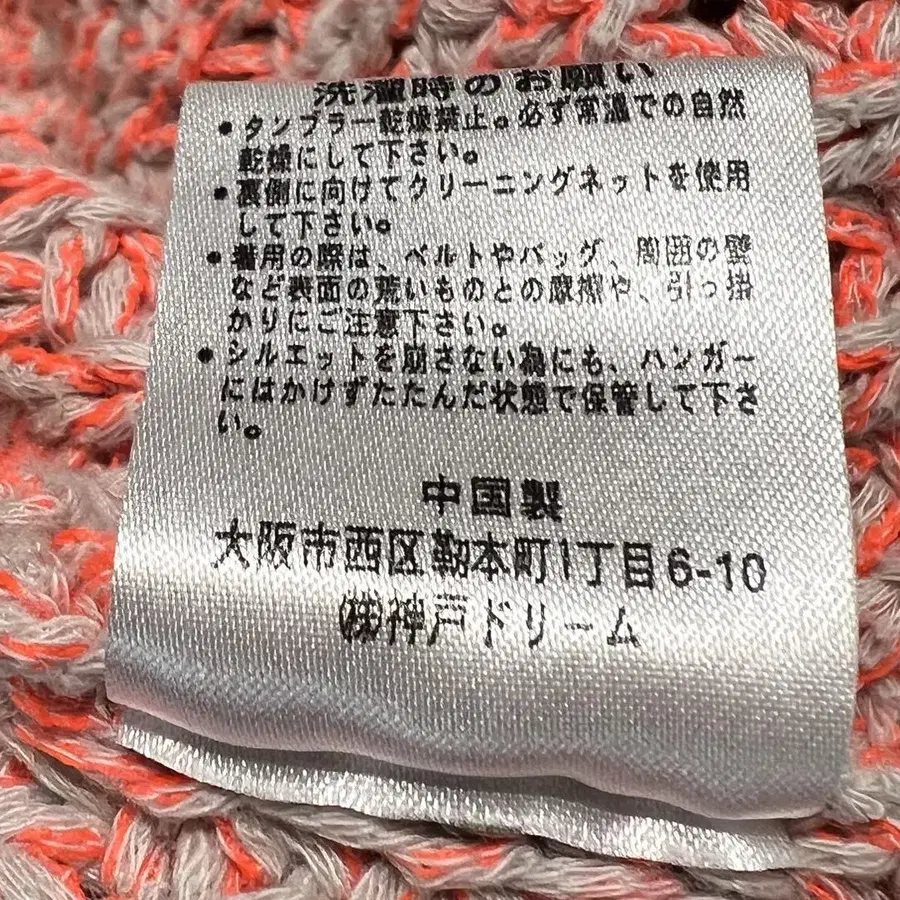 洗濯時のお願い
•タンブラー乾燥禁止。必ず常温での自然
乾燥にして下さい。
•裏側に向けてクリーニングネットを使用
して下さい。
•着用の際は、ベルトやバッグ、周囲の壁
など表面の荒いものとの摩擦や、引っ掛
かりにご注意下さい。
•シルエットを崩さない為にも、ハンガー
にはかけずたたんだ状態で保管して下さ
い。
中国製
大阪市西区靭本町1丁目6-10
㈱神戸ドリーム